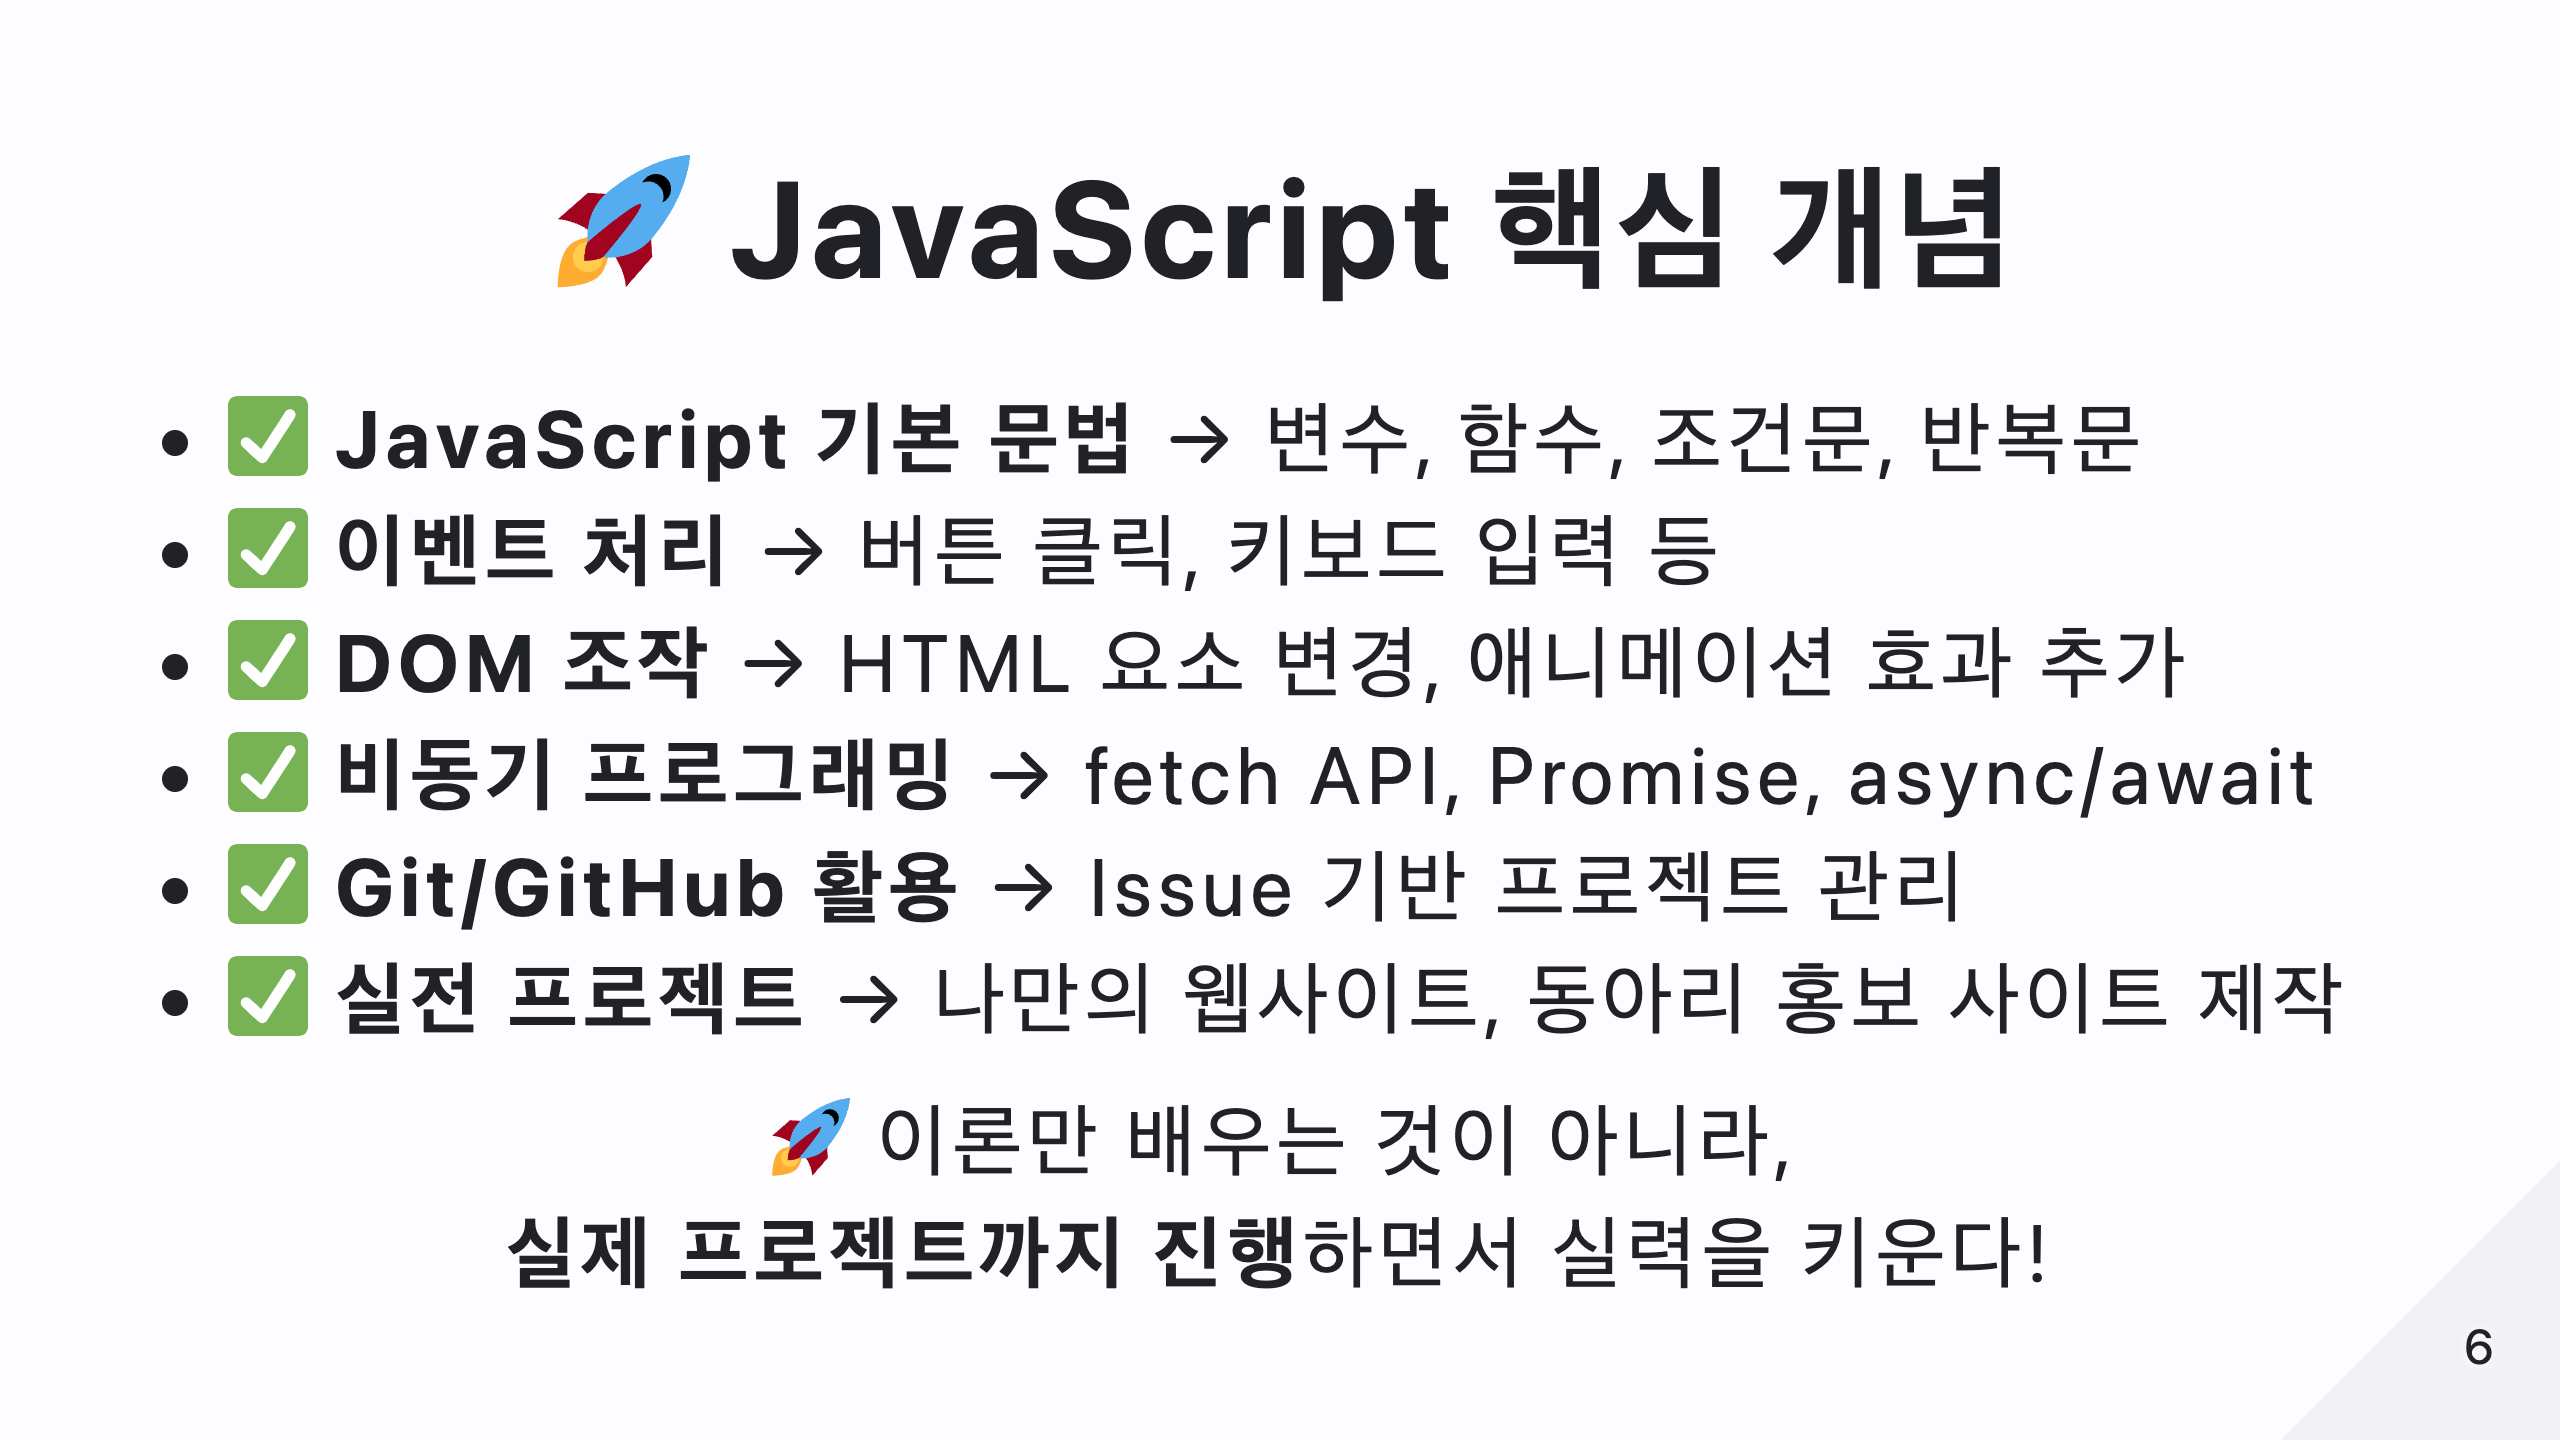 🚀 JavaScript 핵심 개념
• ✅ JavaScript 기본 문법 → 변수, 함수, 조건문, 반복문
• ✅ 이벤트 처리 → 버튼 클릭, 키보드 입력 등
• ✅ DOM 조작 → HTML 요소 변경, 애니메이션 효과 추가
• ✅ 비동기 프로그래밍 → fetch API, Promise, async/await
• ✅ Git/GitHub 활용 → Issue 기반 프로젝트 관리
• ✅ 실전 프로젝트 → 나만의 웹사이트, 동아리 홍보 사이트 제작
🚀 이론만 배우는 것이 아니라,
실제 프로젝트까지 진행하면서 실력을 키운다!
6